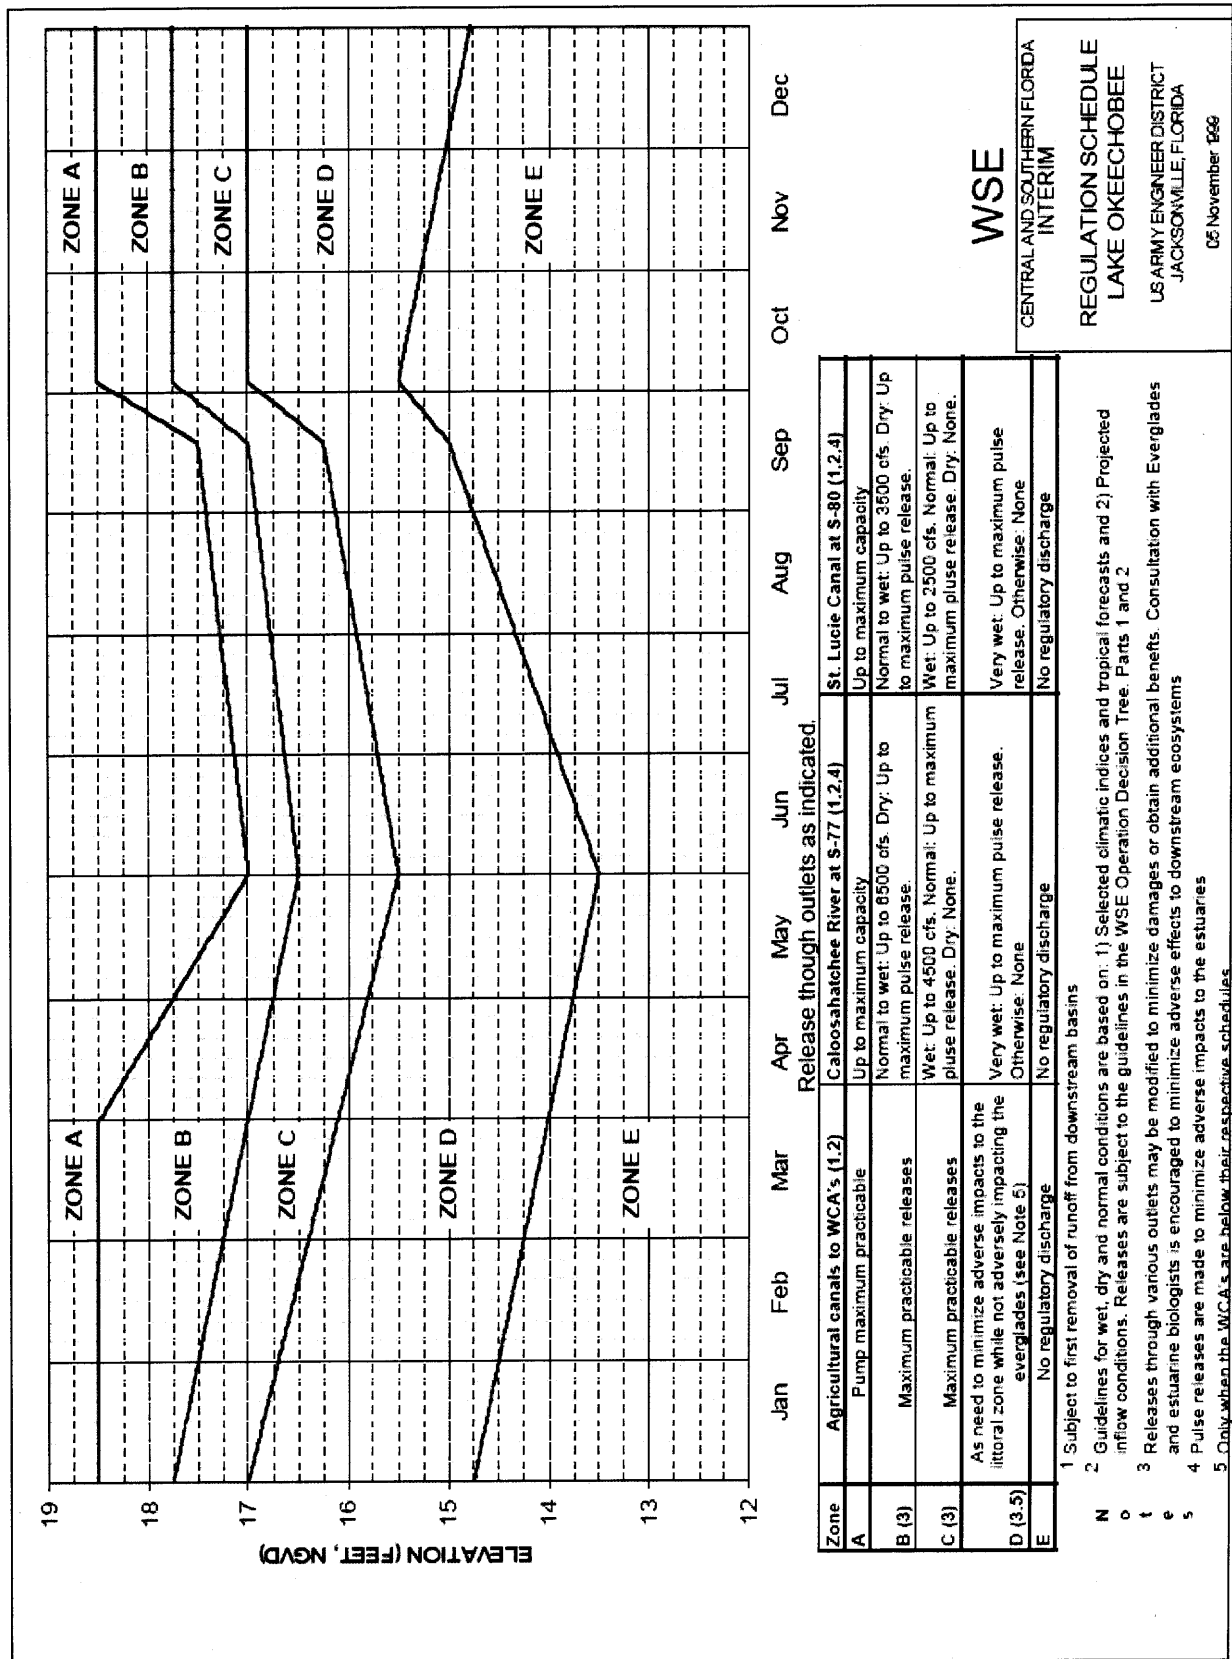 19
18
17
16
15
14
13
12
ELEVATION (FEET, NGVD)
ZONE A
ZONE B
ZONE C
ZONE D
ZONE E
ZONE A
ZONE B
ZONE C
ZONE D
ZONE E
Jan Feb Mar Apr May Jun Jul Aug Sep Oct Nov Dec
Release though outlets as indicated.
Zone Agricultural canals to WCA's (1.2) Caloosahatchee River at S-77 (1.2.4) St. Lucie Canal at S-80 (1.2.4)
A Pump maximum practicable Up to maximum capacity Up to maximum capacity
B (3) Maximum practicable releases Normal to wet: Up to 6500 cfs. Dry: Up to Normal to wet: Up to 3500 cfs. Dry: Up
maximum pulse release. to maximum pulse release.
C (3) Maximum practicable releases Wet: Up to 4500 cfs. Normal: Up to maximum Wet: Up to 2500 cfs. Normal: Up to
pluse release. Dry: None. maximum pluse release. Dry: None.
D (3.5) As need to minimize adverse impacts to the
littoral zone while not adversely impacting the Very wet: Up to maximum pulse release. Very wet: Up to maximum pulse
everglades (see Note 5) Otherwise: None release. Otherwise: None
E No regulatory discharge No regulatory discharge No regulatory discharge
Notes
1 Subject to first removal of runoff from downstream basins
2 Guidelines for wet, dry and normal conditions are based on: 1) Selected climatic indices and tropical forecasts and 2) Projected
inflow conditions. Releases are subject to the guidelines in the WSE Operation Decision Tree. Parts 1 and 2
3 Releases through various outlets may be modified to minimize damages or obtain additional benefits. Consultation with Everglades
and estuarine biologists is encouraged to minimize adverse effects to downstream ecosystems
4 Pulse releases are made to minimize adverse impacts to the estuaries
5 Only when the WCA's are below their respective schedules
WSE
CENTRAL AND SOUTHERN FLORIDA
INTERIM
REGULATION SCHEDULE
LAKE OKEECHOBEE
US ARMY ENGINEER DISTRICT
JACKSONVILLE, FLORIDA
05 November 1999